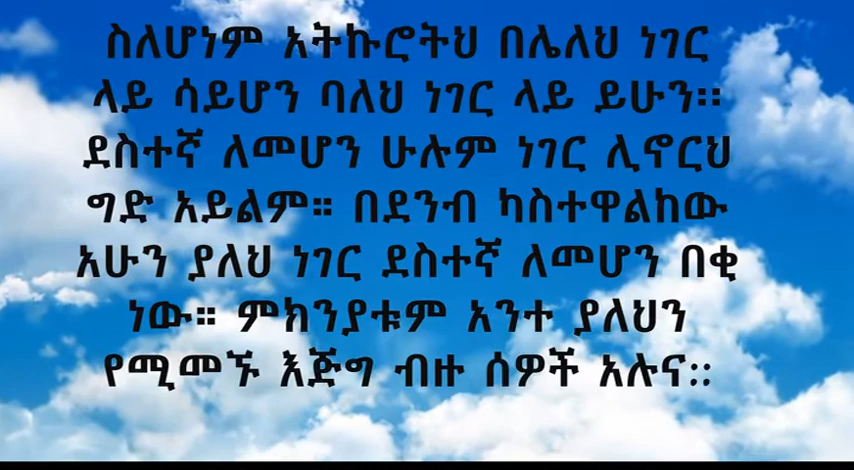 ስለሆነም አትኩሮትህ በሌለህ ነገር
ላይ ሳይሆን ባለህ ነገር ላይ ይሁን፡፡
ደስተኛ ለመሆን ሁሉም ነገር ሊኖርህ
ግድ አይልም። በደንብ ካስተዋልከው
አሁን ያለህ ነገር ደስተኛ ለመሆን በቂ
ነው። ምክንያቱም አንተ ያለህን
የሚመኙ እጅግ ብዙ ሰዎች አሉና፡፡